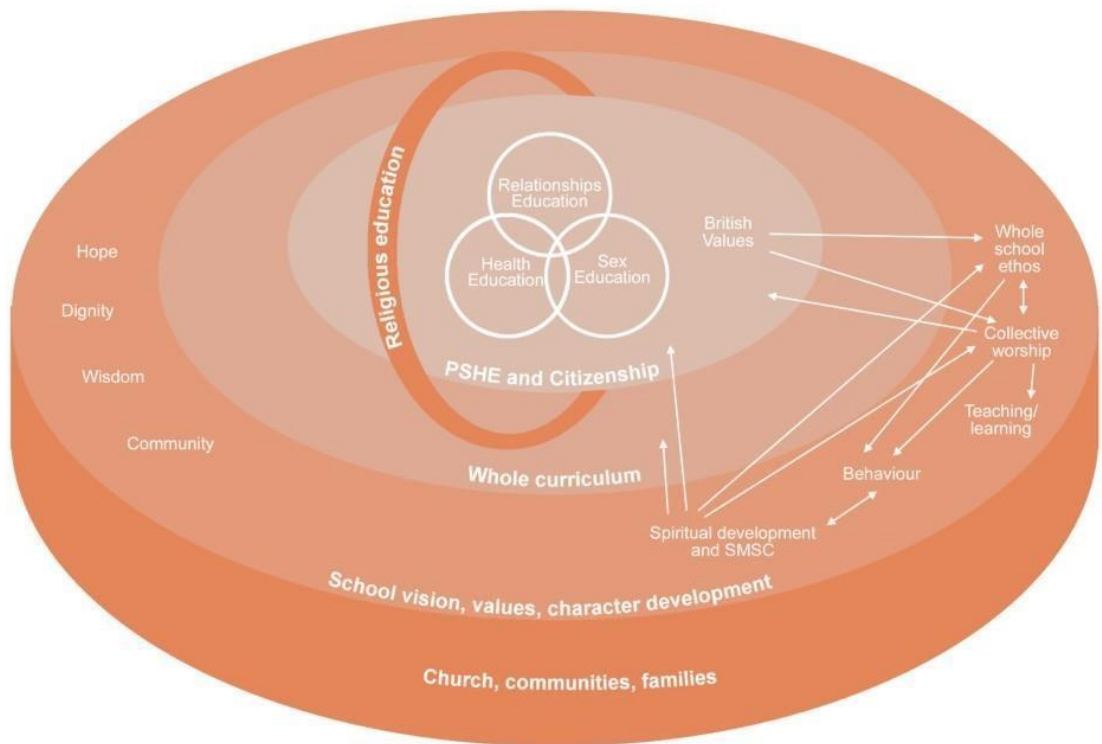 Relationships
Education
Health
Education
Sex
Education
PSHE and Citizenship
Religious education
British
Values
Whole
school
ethos
Collective
worship
Teaching/
learning
Behaviour
Spiritual development
and SMSC
Hope
Dignity
Wisdom
Community
Whole curriculum
School vision, values, character development
Church, communities, families